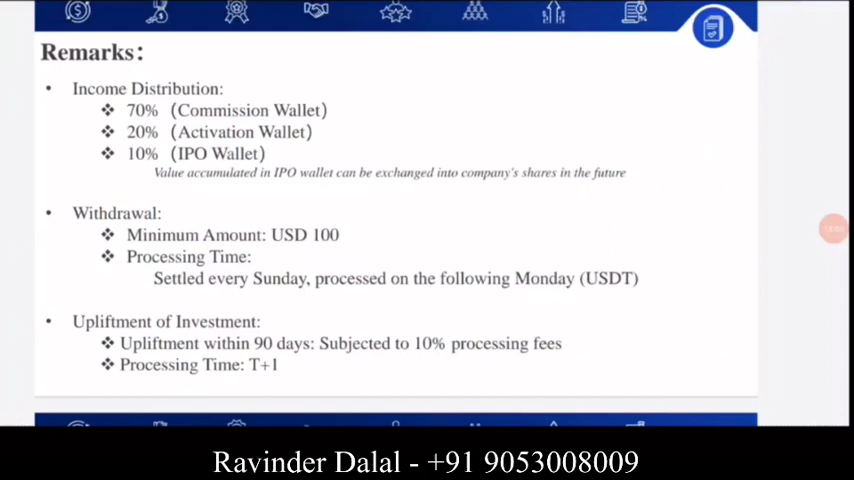 Remarks:
• Income Distribution:
❖ 70% (Commission Wallet)
❖ 20% (Activation Wallet)
❖ 10% (IPO Wallet)
Value accumulated in IPO wallet can be exchanged into company's shares in the future
• Withdrawal:
❖ Minimum Amount: USD 100
❖ Processing Time:
Settled every Sunday, processed on the following Monday (USDT)
• Upliftment of Investment:
❖ Upliftment within 90 days: Subjected to 10% processing fees
❖ Processing Time: T+1
Ravinder Dalal - +91 9053008009